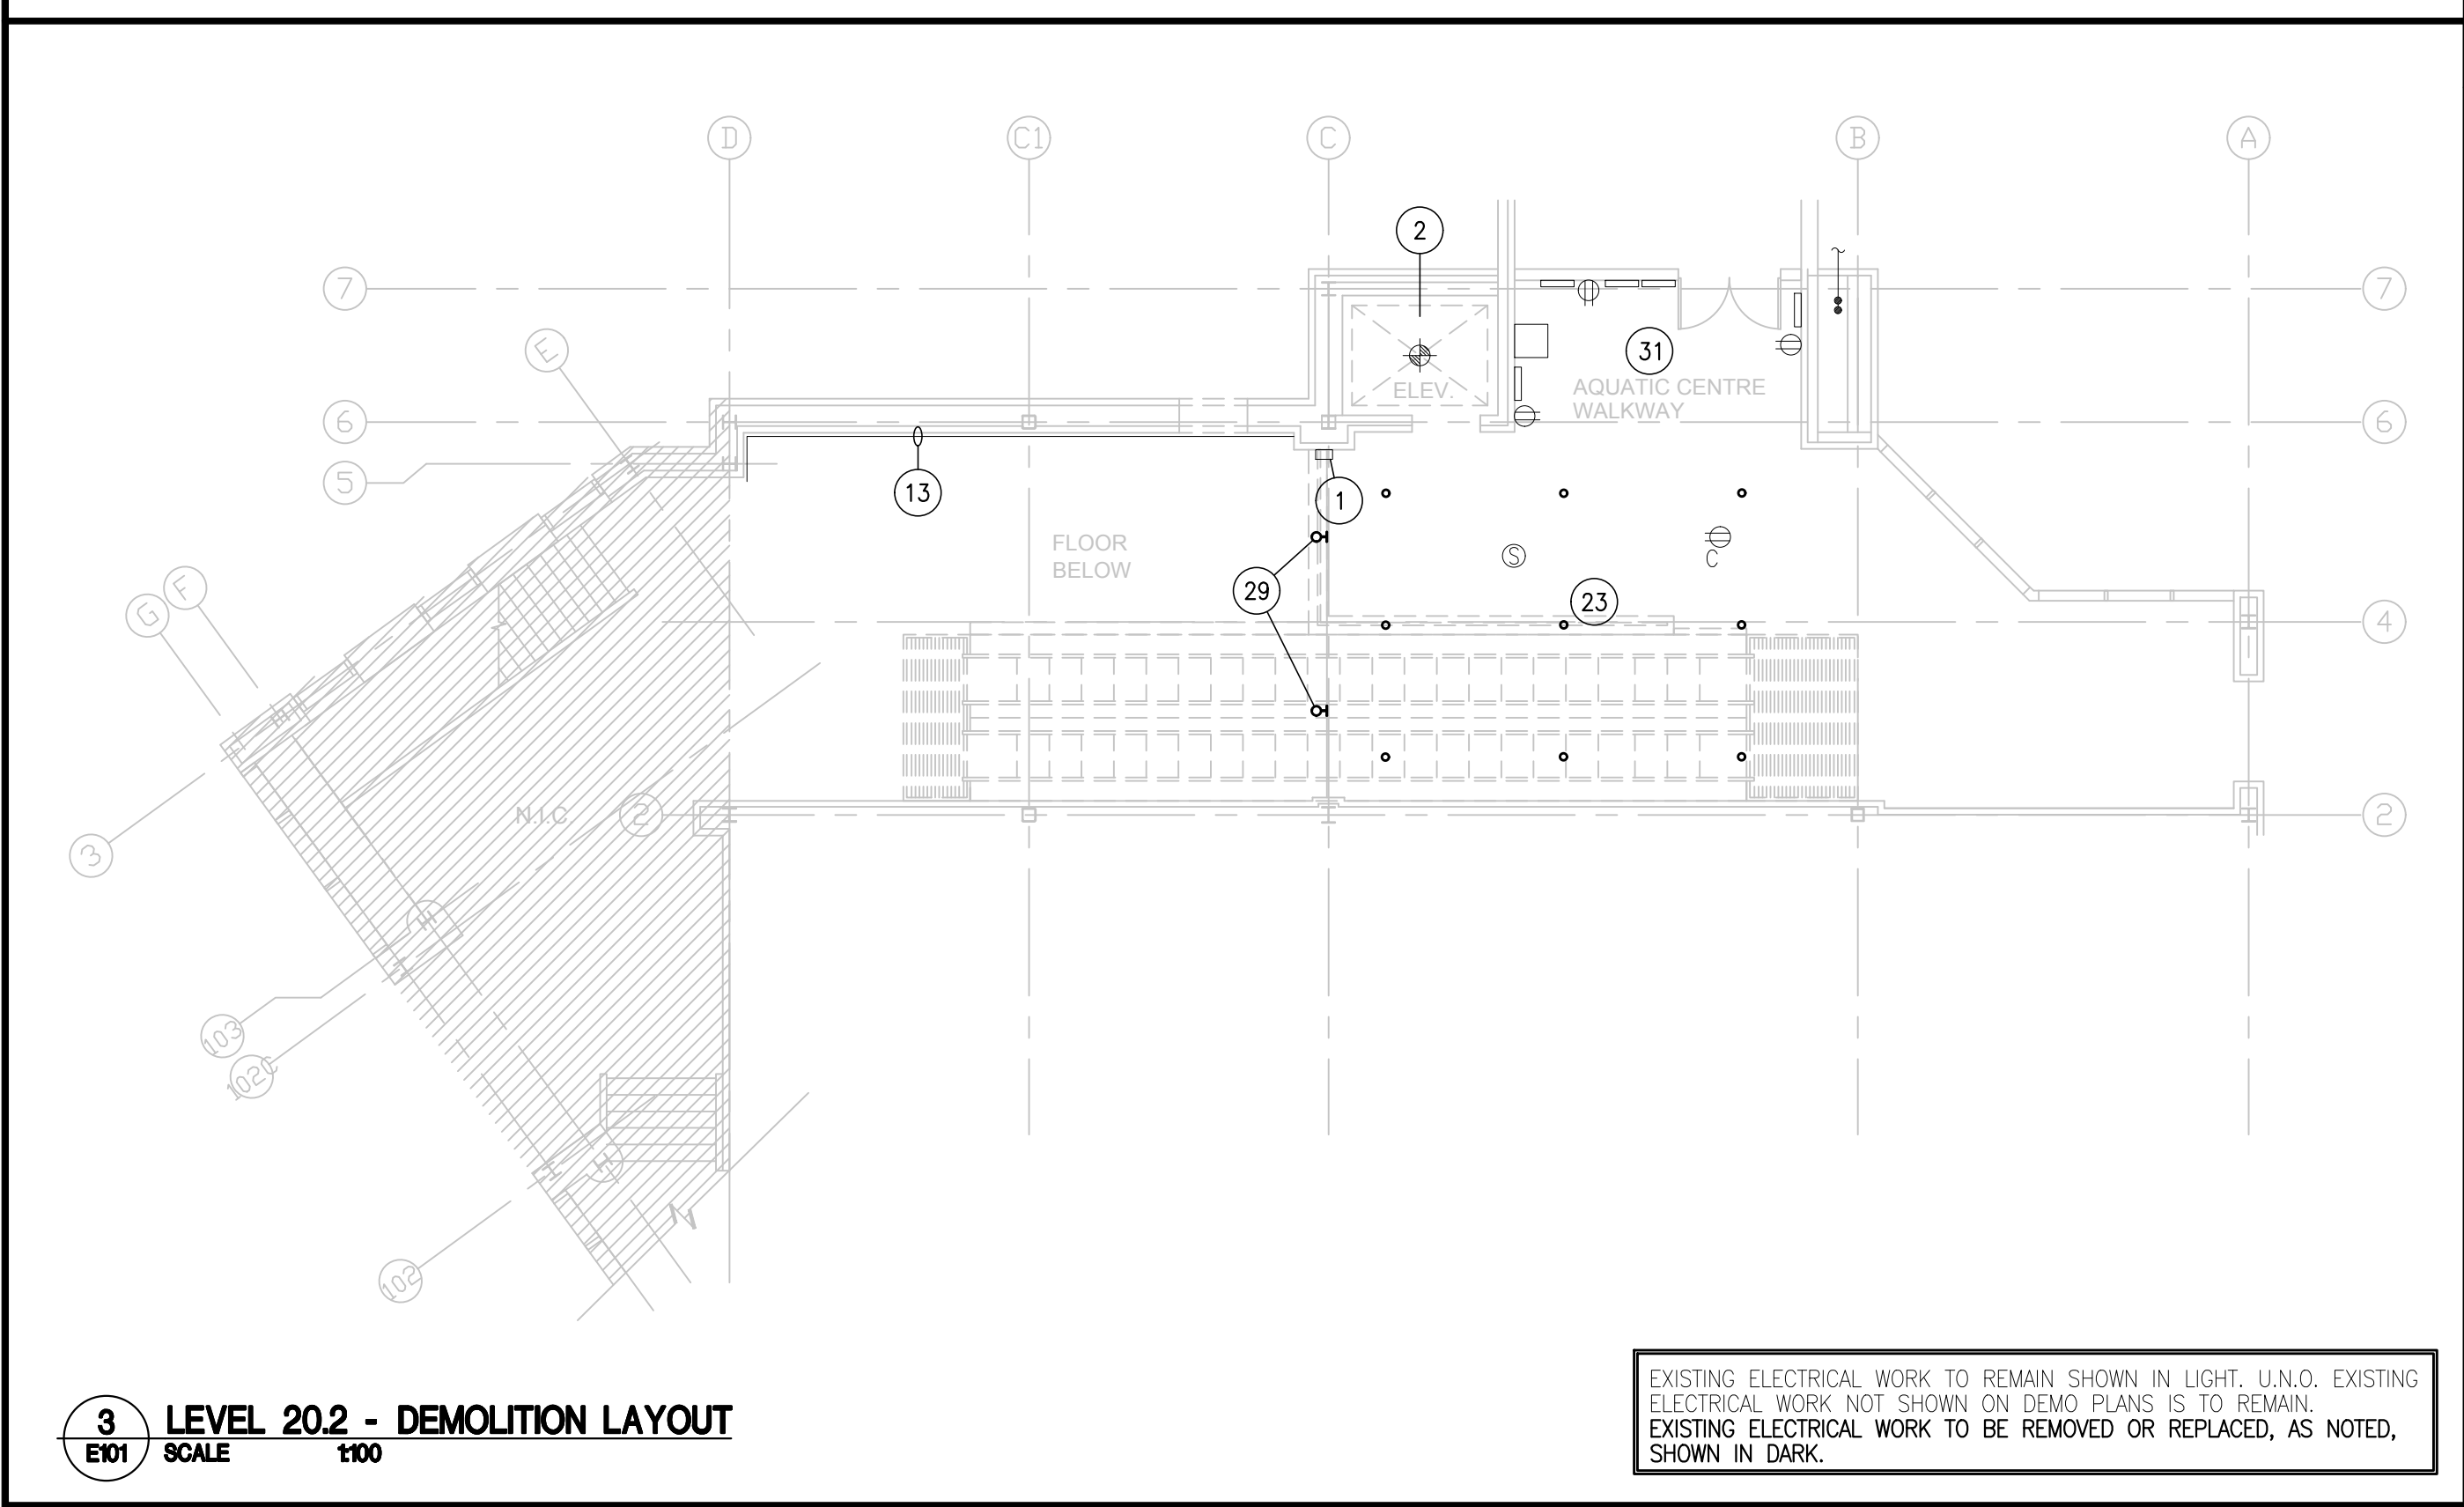 D
C1
C
B
A
2
7
7
31
E
ELEV.
AQUATIC CENTRE
WALKWAY
6
6
5
13
1
FLOOR
BELOW
S
C
F
G
29
23
4
4
N.I.C.
2
2
3
103
102C
102
3
E101
LEVEL 20.2 - DEMOLITION LAYOUT
SCALE 1:100
EXISTING ELECTRICAL WORK TO REMAIN SHOWN IN LIGHT. U.N.O. EXISTING
ELECTRICAL WORK NOT SHOWN ON DEMO PLANS IS TO REMAIN.
EXISTING ELECTRICAL WORK TO BE REMOVED OR REPLACED, AS NOTED,
SHOWN IN DARK.